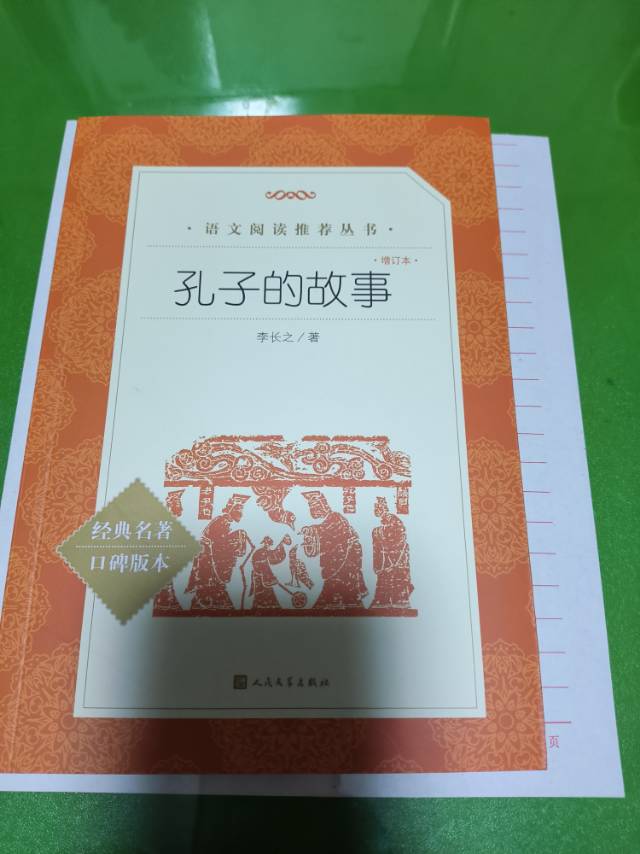 · 语文阅读推荐丛书 ·
· 增订本 ·
孔子的故事
李长之 / 著
经典名著
口碑版本
人民文学出版社
页